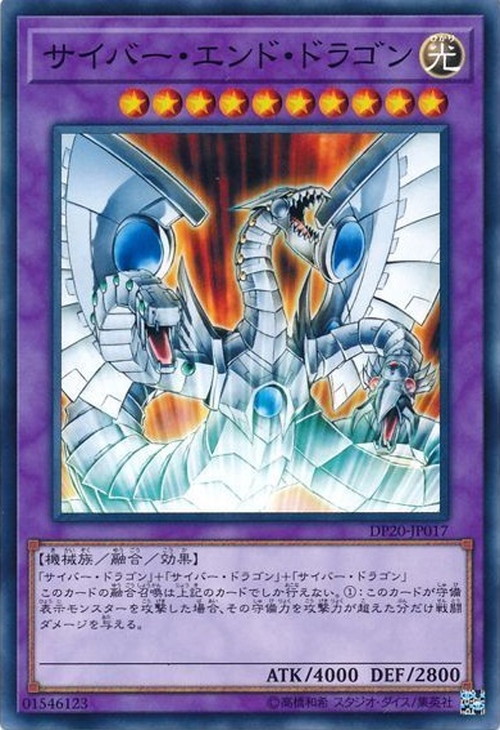 サイバー・エンド・ドラゴン
光
DP20-JP017
【機械族／融合／効果】
「サイバー・ドラゴン」＋「サイバー・ドラゴン」＋「サイバー・ドラゴン」
このカードの融合召喚は上記のカードでしか行えない。①：このカードが守備
表示モンスターを攻撃した場合、その守備力を攻撃力が超えた分だけ戦闘
ダメージを与える。
ATK/4000 DEF/2800
01546123
©高橋和希 スタジオ・ダイス/集英社